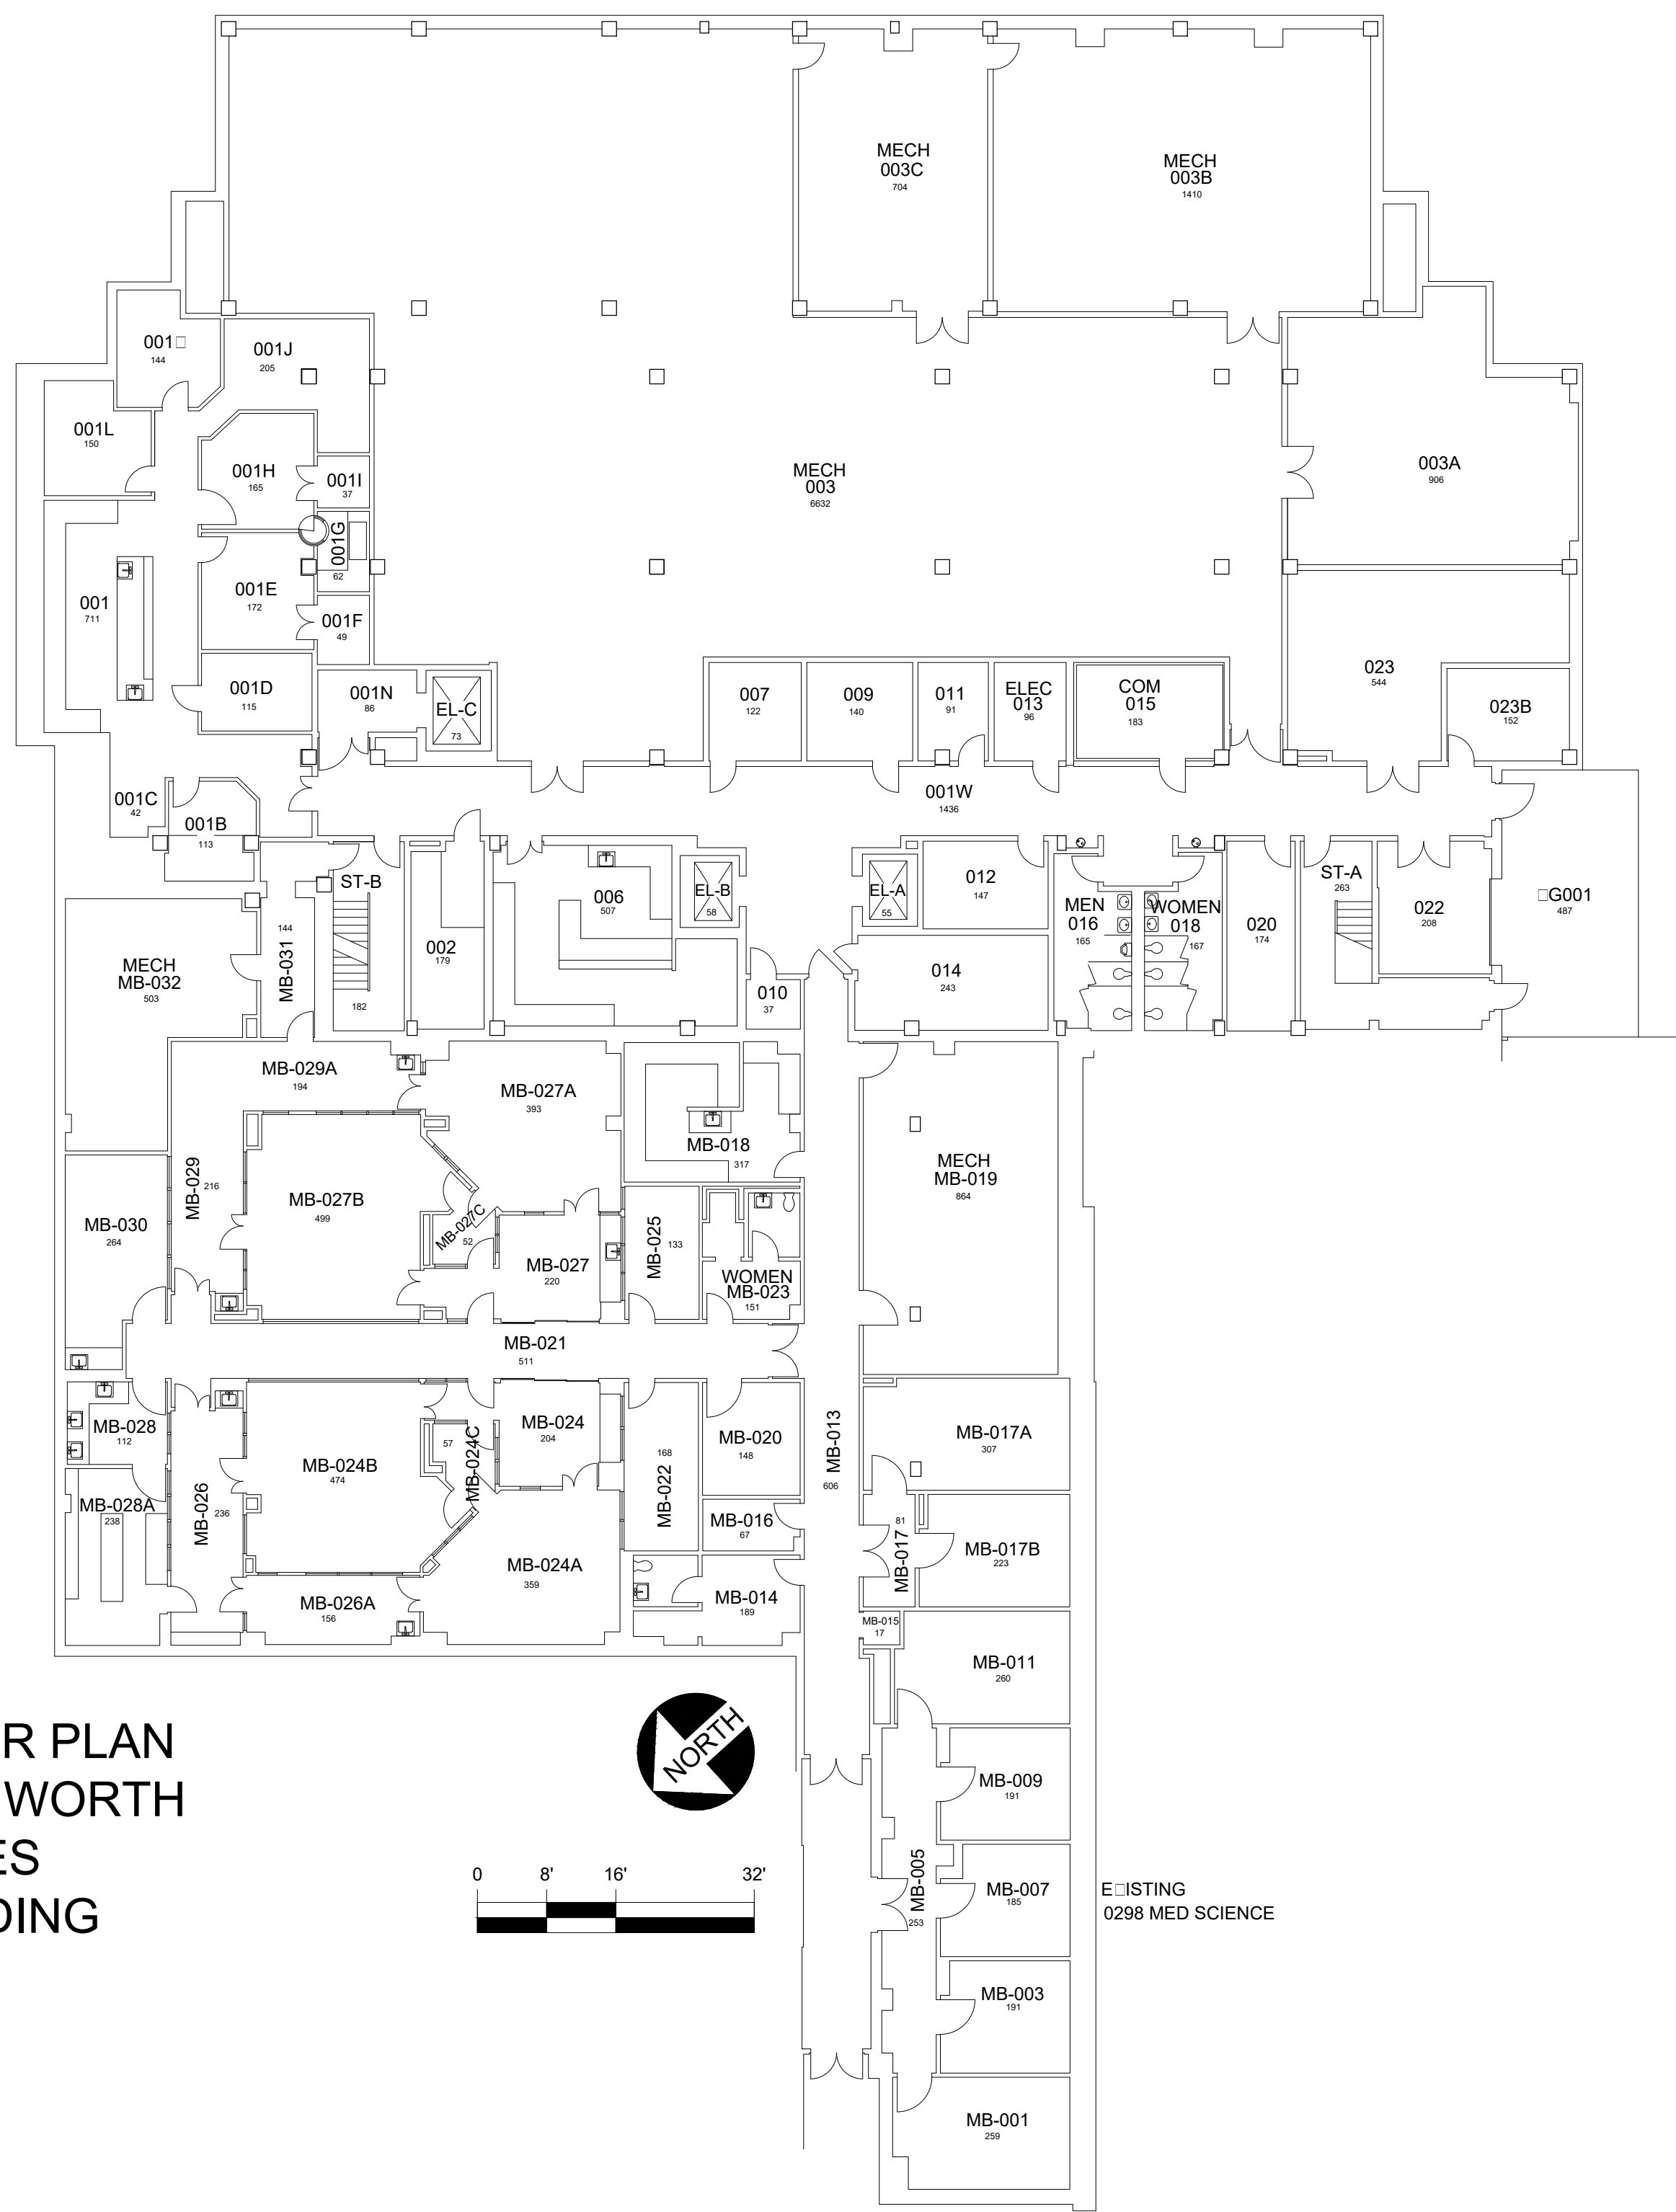 MECH
003C
704
MECH
003B
1410
001□
144
001J
205
001L
150
001H
165
001I
37
001G
62
MECH
003
6632
003A
906
001
711
001E
172
001F
49
001D
115
001N
86
EL-C
73
007
122
009
140
011
91
ELEC
013
96
COM
015
183
023
544
023B
152
001C
42
001B
113
001W
1436
ST-B
182
002
179
006
507
EL-B
58
EL-A
55
012
147
MEN
016
165
WOMEN
018
167
020
174
ST-A
263
022
208
□G001
487
MECH
MB-032
503
144
MB-031
010
37
014
243
MB-029A
194
MB-027A
393
MB-018
317
MECH
MB-019
864
MB-029
216
MB-027B
499
MB-027C
52
MB-030
264
MB-027
220
MB-025
133
WOMEN
MB-023
151
MB-021
511
MB-028
112
MB-024B
474
57
MB-024C
MB-024
204
168
MB-022
MB-020
148
MB-013
606
MB-017A
307
MB-028A
238
MB-026
236
MB-016
67
81
MB-017
MB-017B
223
MB-026A
156
MB-024A
359
MB-014
189
MB-015
17
MB-011
260
R PLAN
WORTH
ES
DING
NORTH
0 8' 16' 32'
MB-009
191
MB-005
253
MB-007
185
E□ISTING
0298 MED SCIENCE
MB-003
191
MB-001
259